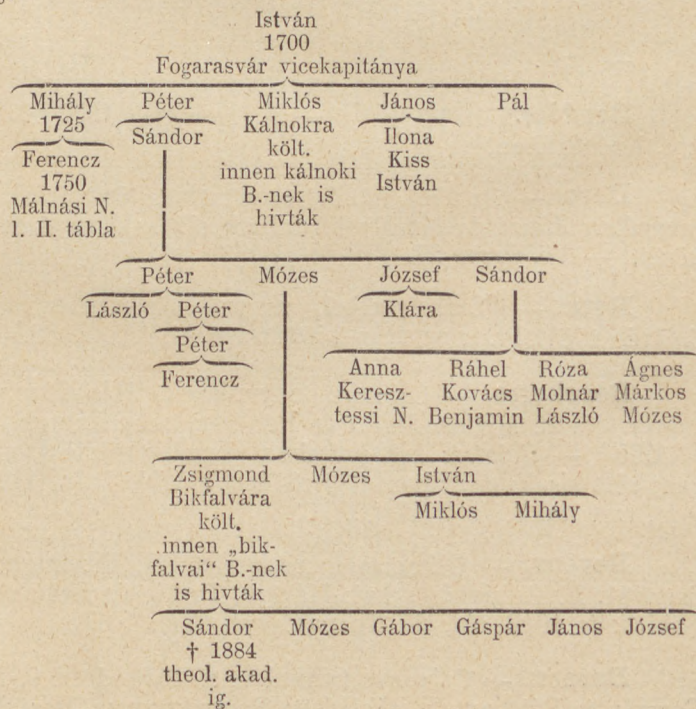 István
1700
Fogarasvár vicekapitánya
Mihály Péter Miklós János Pál
1725 Sándor Kálnokra Ilona
Ferencz költ. Kiss
1750 innen kálnoki István
Málnási N. B.-nek is
l. II. tábla hivták
Péter Mózes József Sándor
László Péter Klára
Péter
Ferencz
Anna Ráhel Róza Ágnes
Keresz- Kovács Molnár Márkos
tessi N. Benjamin László Mózes
Zsigmond Mózes István
Bikfalvára Miklós Mihály
költ.
innen „bik-
falvai“ B.-nek
is hivták
Sándor Mózes Gábor Gáspár János József
† 1884
theol. akad.
ig.